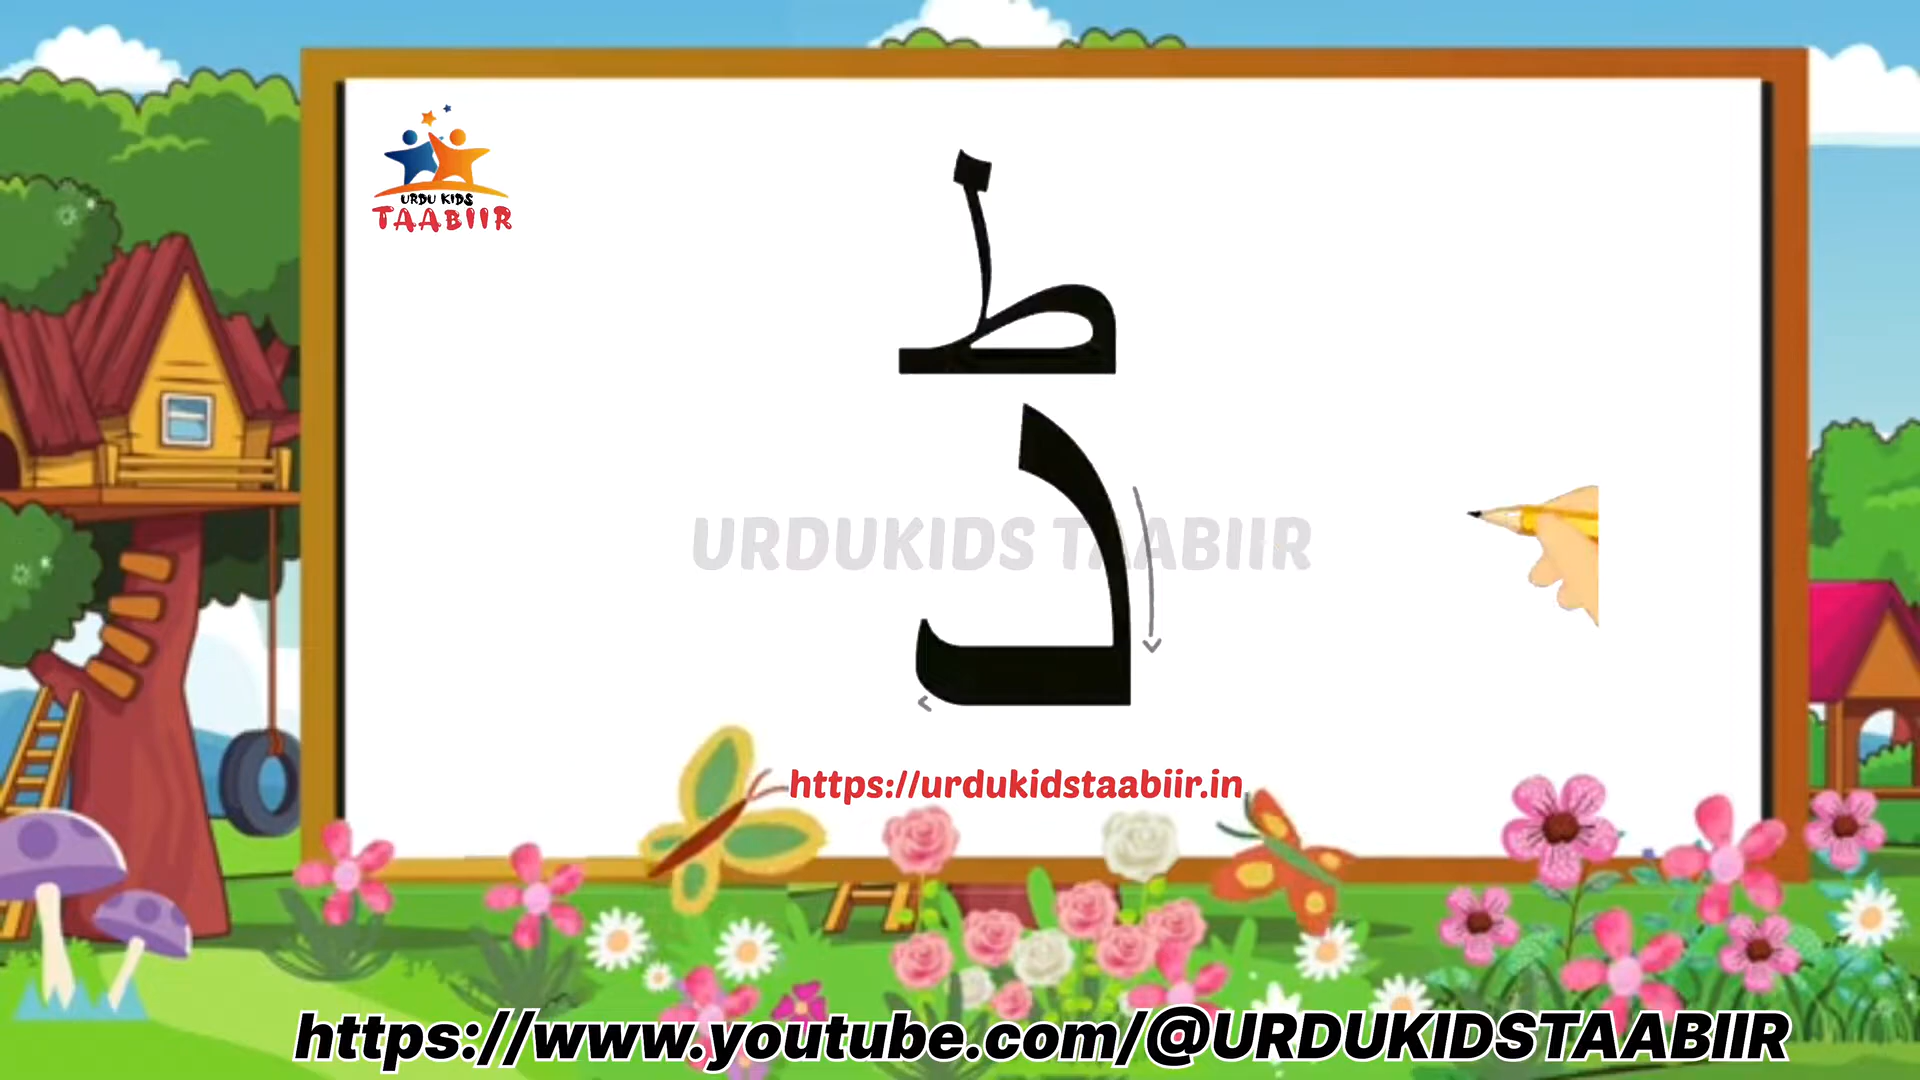 URDU KIDS
TAABIIR
ڈ
URDUKIDS TAABIIR
https://urdukidstaabiir.in
https://www.youtube.com/@URDUKIDSTAABIIR